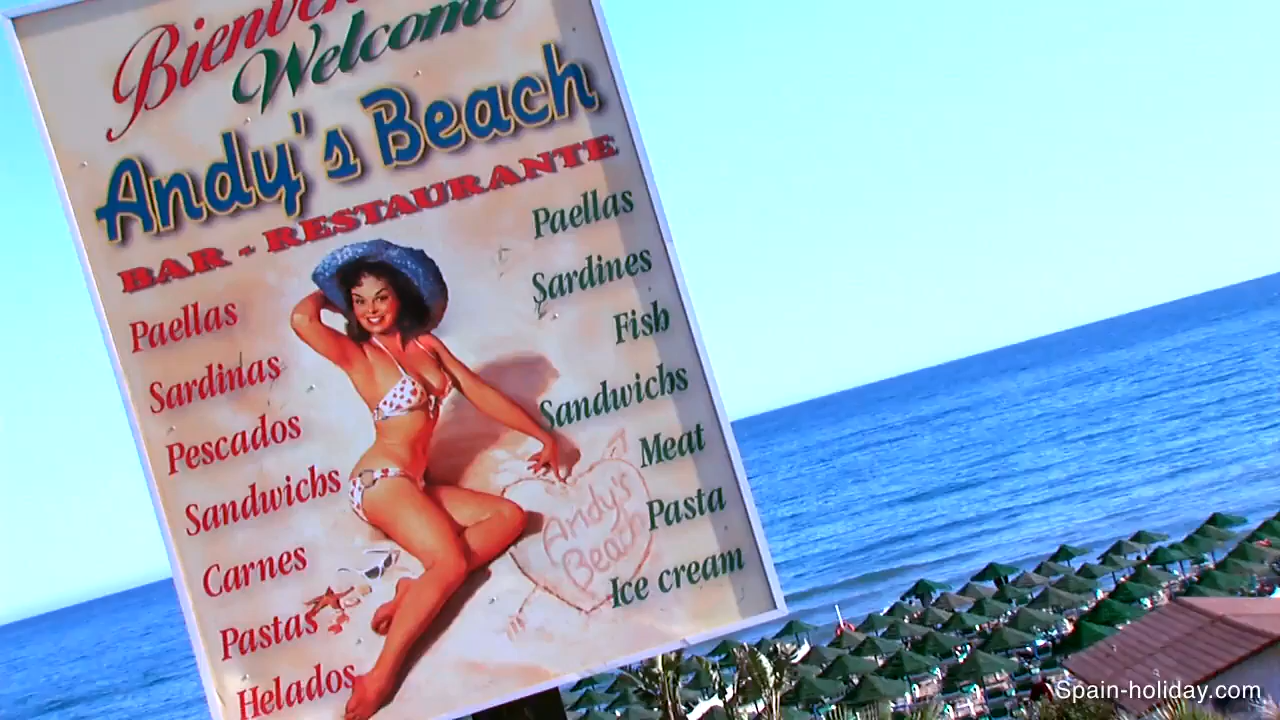 Welcome
Andy's Beach
BAR - RESTAURANTE
Paellas
Sardinas
Pescados
Sandwichs
Carnes
Pastas
Helados
Paellas
Sardines
Fish
Sandwichs
Meat
Pasta
Ice cream
Andy's
Beach
Spain-holiday.com